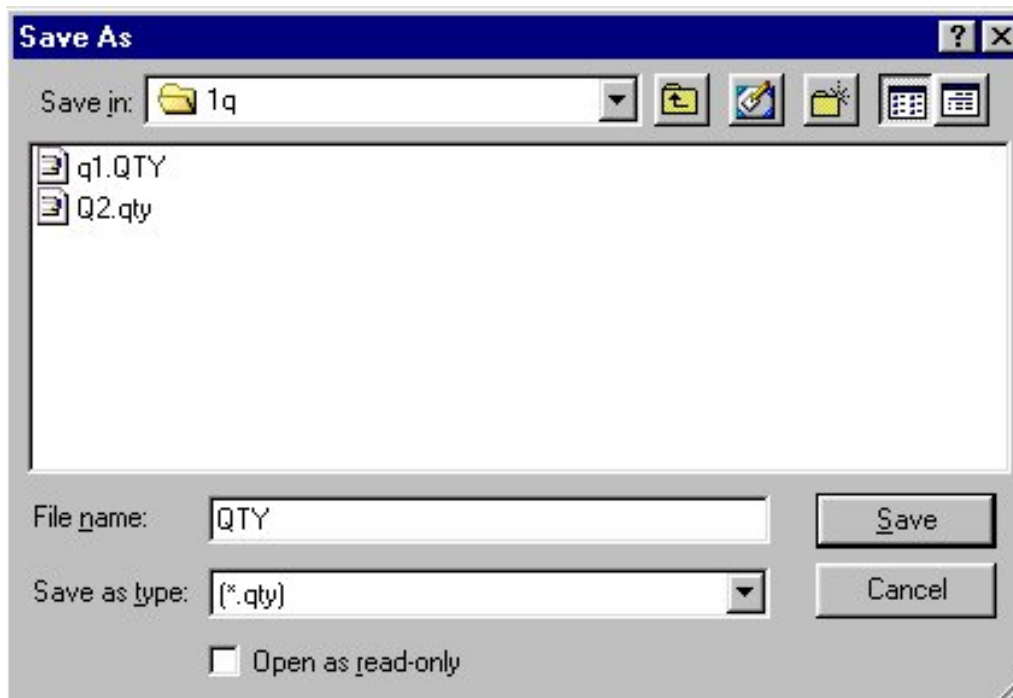 Save As
Save in: 1q
q1.QTY
Q2.qty
File name: QTY Save
Save as type: (*.qty) Cancel
Open as read-only